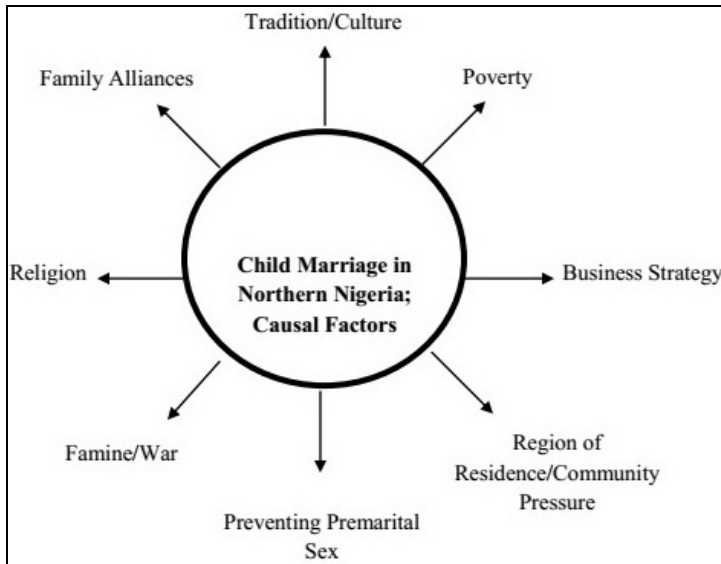 Tradition/Culture
Family Alliances
Poverty
Religion
Child Marriage in
Northern Nigeria;
Causal Factors
Business Strategy
Famine/War
Region of
Residence/Community
Pressure
Preventing Premarital
Sex